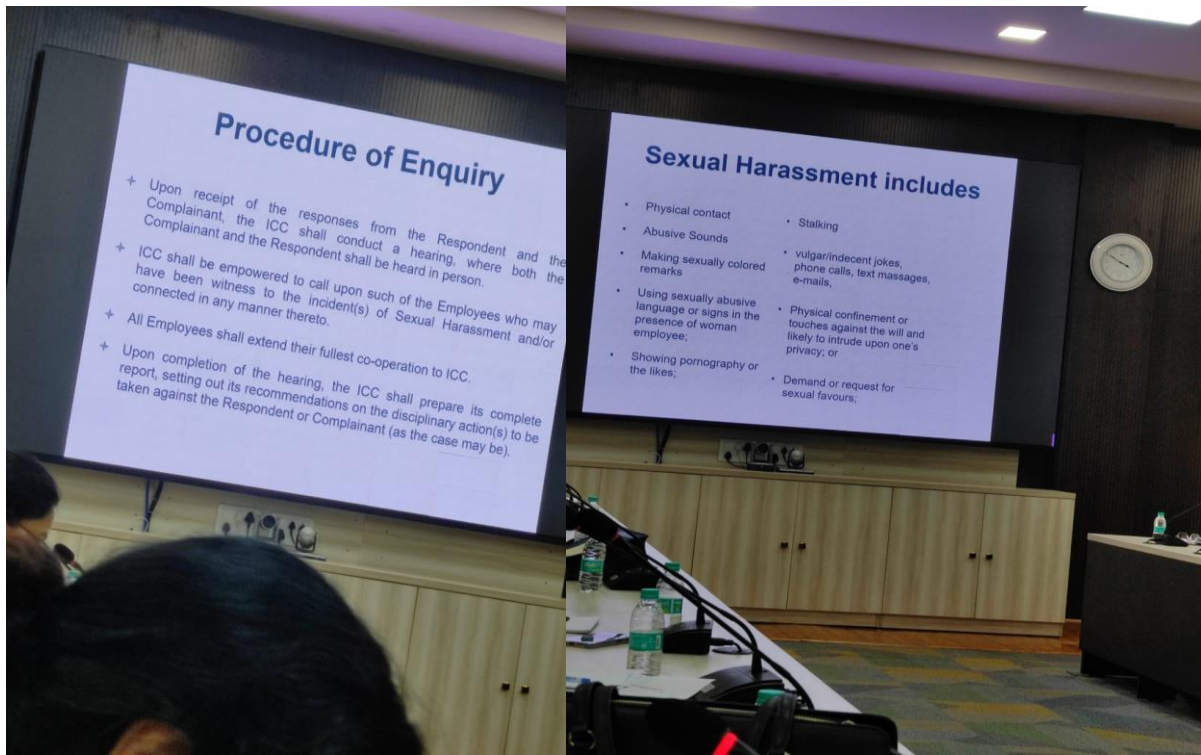 Procedure of Enquiry
+ Upon receipt of the responses from the Respondent and the
Complainant, the ICC shall conduct a hearing, where both the
Complainant and the Respondent shall be heard in person.
+ ICC shall be empowered to call upon such of the Employees who may
have been witness to the incident(s) of Sexual Harassment and/or
connected in any manner thereto.
+ All Employees shall extend their fullest co-operation to ICC.
+ Upon completion of the hearing, the ICC shall prepare its complete
report, setting out its recommendations on the disciplinary action(s) to be
taken against the Respondent or Complainant (as the case may be).
Sexual Harassment includes
• Physical contact
• Abusive Sounds
• Making sexually colored
remarks
• Using sexually abusive
language or signs in the
presence of woman
employee;
• Showing pornography or
the likes;
• Stalking
• vulgar/indecent jokes,
phone calls, text massages,
e-mails,
• Physical confinement or
touches against the will and
likely to intrude upon one's
privacy; or
• Demand or request for
sexual favours;